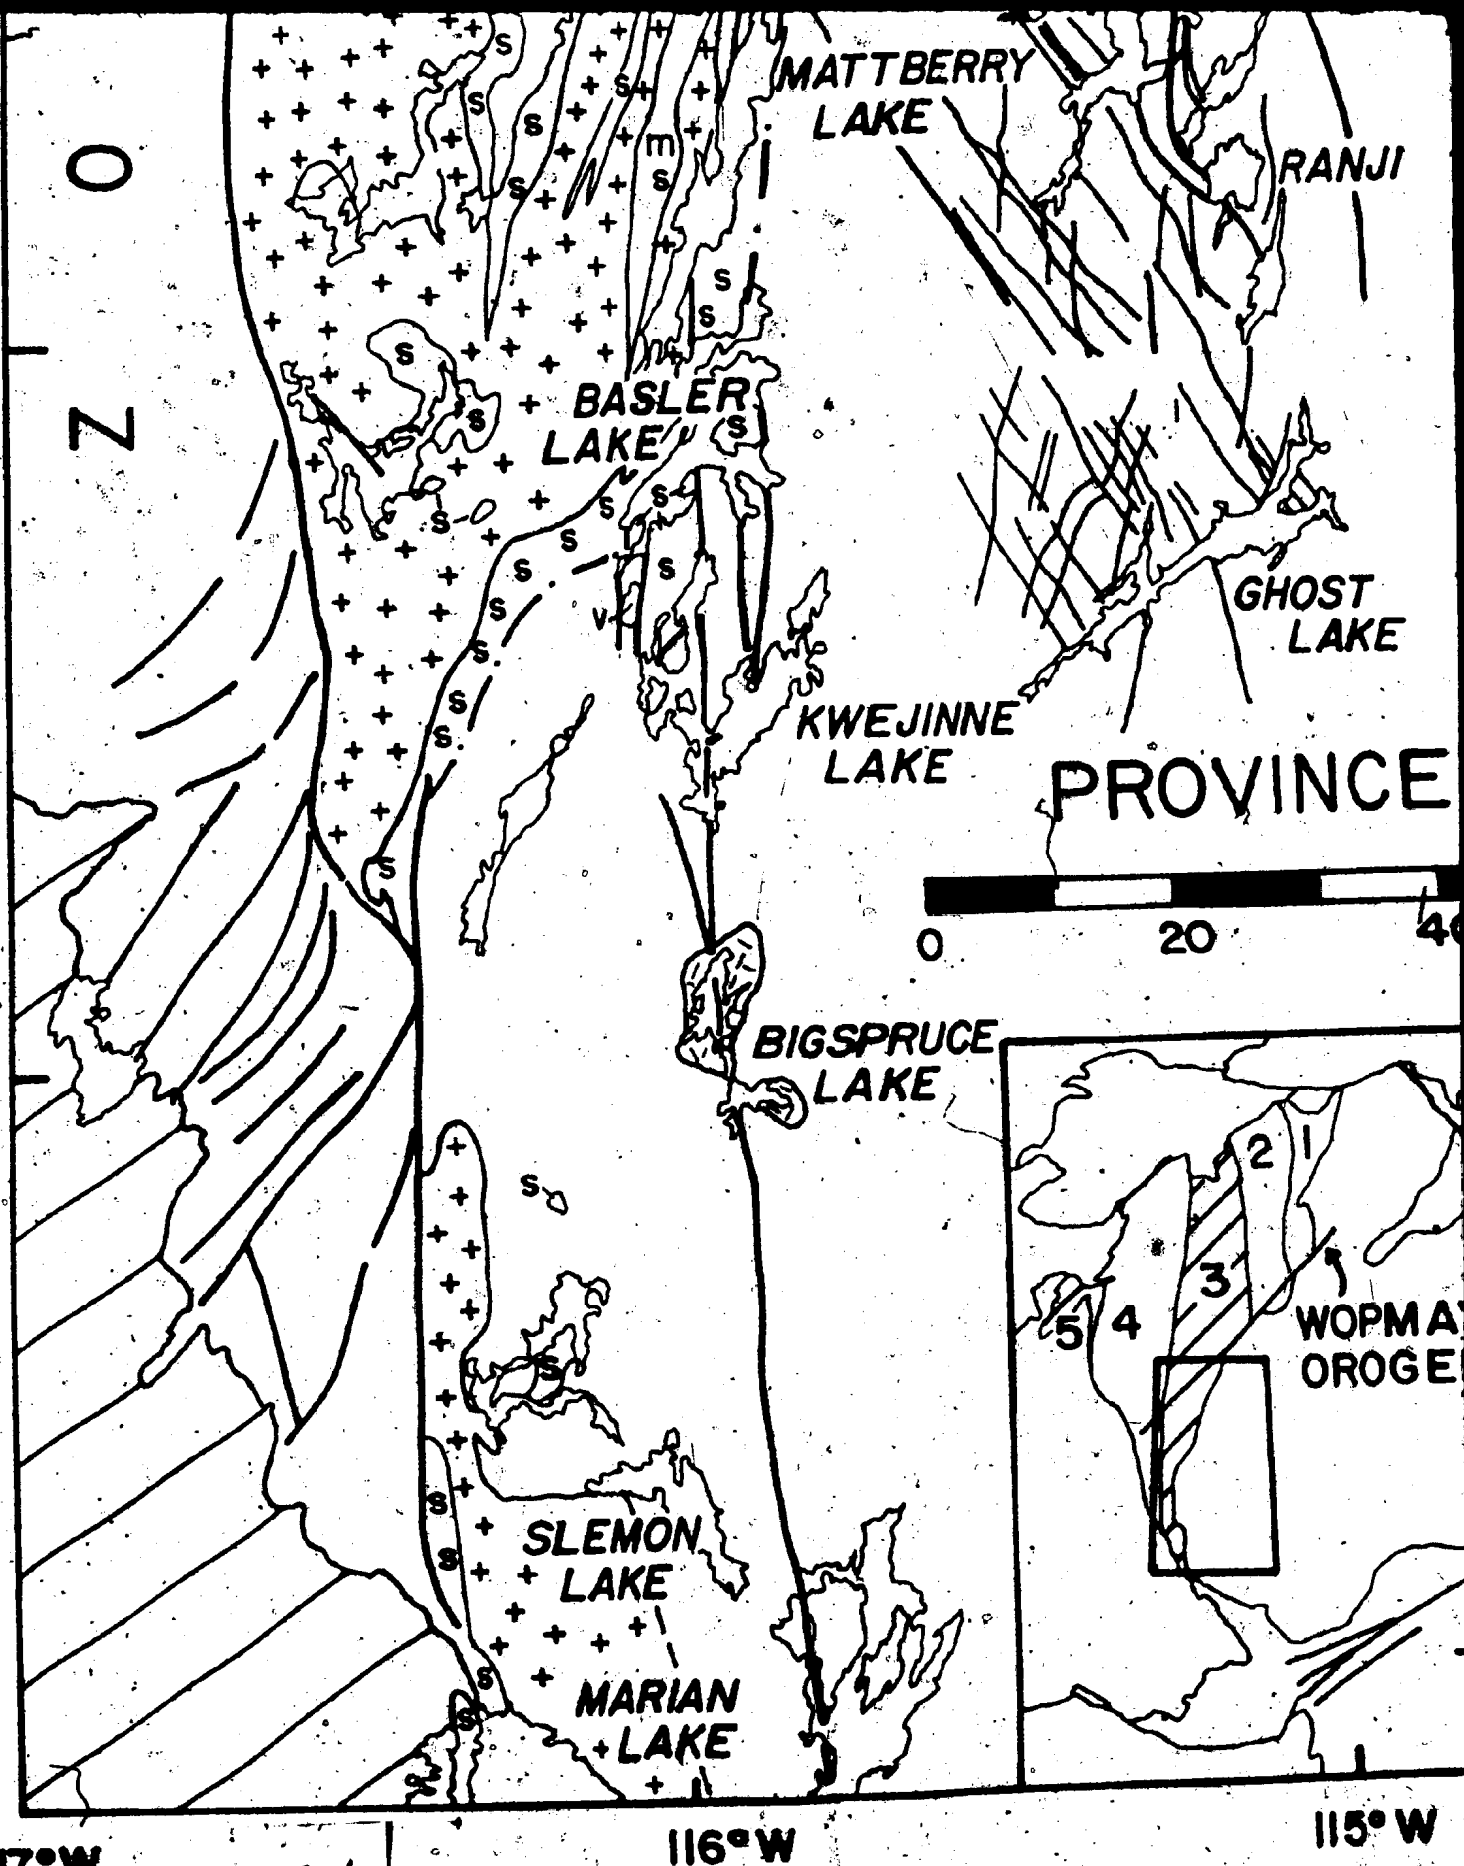 MATTBERRY
LAKE
O
RANJI
m
BASLER
LAKE
Z
V
GHOST
LAKE
KWEJINNE
LAKE
PROVINCE
0 20
BIGSPRUCE
LAKE
2 1
3
4
5
S
SLEMON
LAKE
MARIAN
LAKE
116° W
115° W